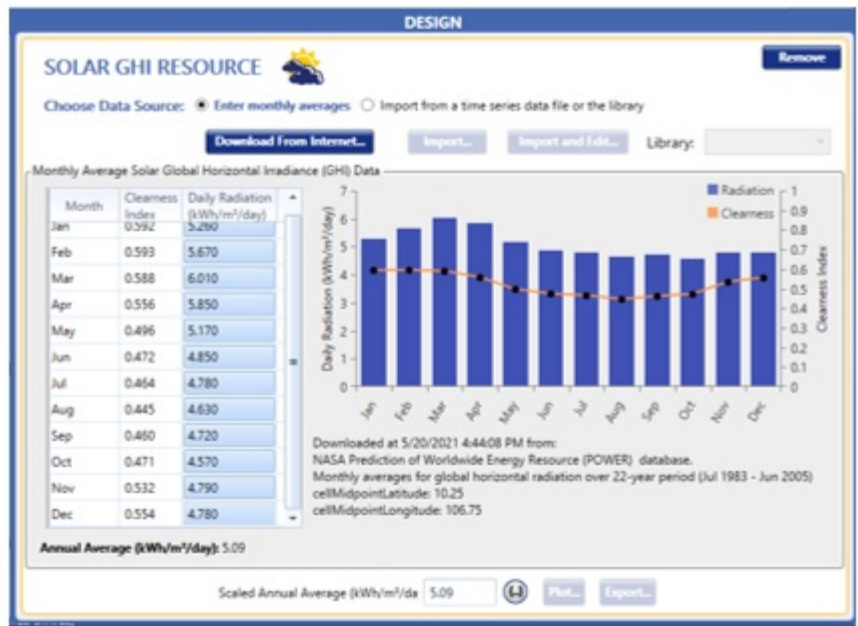 DESIGN
SOLAR GHI RESOURCE
Remove
Choose Data Source: Enter monthly averages Import from a time series data file or the library
Download From Internet... Import... Import and Edit... Library:
Monthly Average Solar Global Horizontal Irradiance (GHI) Data
Month Clearness Index Daily Radiation (kWh/m²/day)
Jan 0.592 5.260
Feb 0.593 5.670
Mar 0.588 6.010
Apr 0.556 5.850
May 0.496 5.170
Jun 0.472 4.850
Jul 0.464 4.780
Aug 0.445 4.630
Sep 0.460 4.720
Oct 0.471 4.570
Nov 0.532 4.790
Dec 0.554 4.780
Annual Average (kWh/m²/day): 5.09
Radiation
Clearness
Daily Radiation (kWh/m²/day)
7
6
5
4
3
2
1
0
1
0.9
0.8
0.7
0.6
0.5
0.4
0.3
0.2
0.1
0
Clearness Index
Jan Feb Mar Apr May Jun Jul Aug Sep Oct Nov Dec
Downloaded at 5/20/2021 4:44:08 PM from:
NASA Prediction of Worldwide Energy Resource (POWER) database.
Monthly averages for global horizontal radiation over 22-year period (Jul 1983 - Jun 2005)
cellMidpointLatitude: 10.25
cellMidpointLongitude: 106.75
Scaled Annual Average (kWh/m²/da 5.09 Plot... Export...